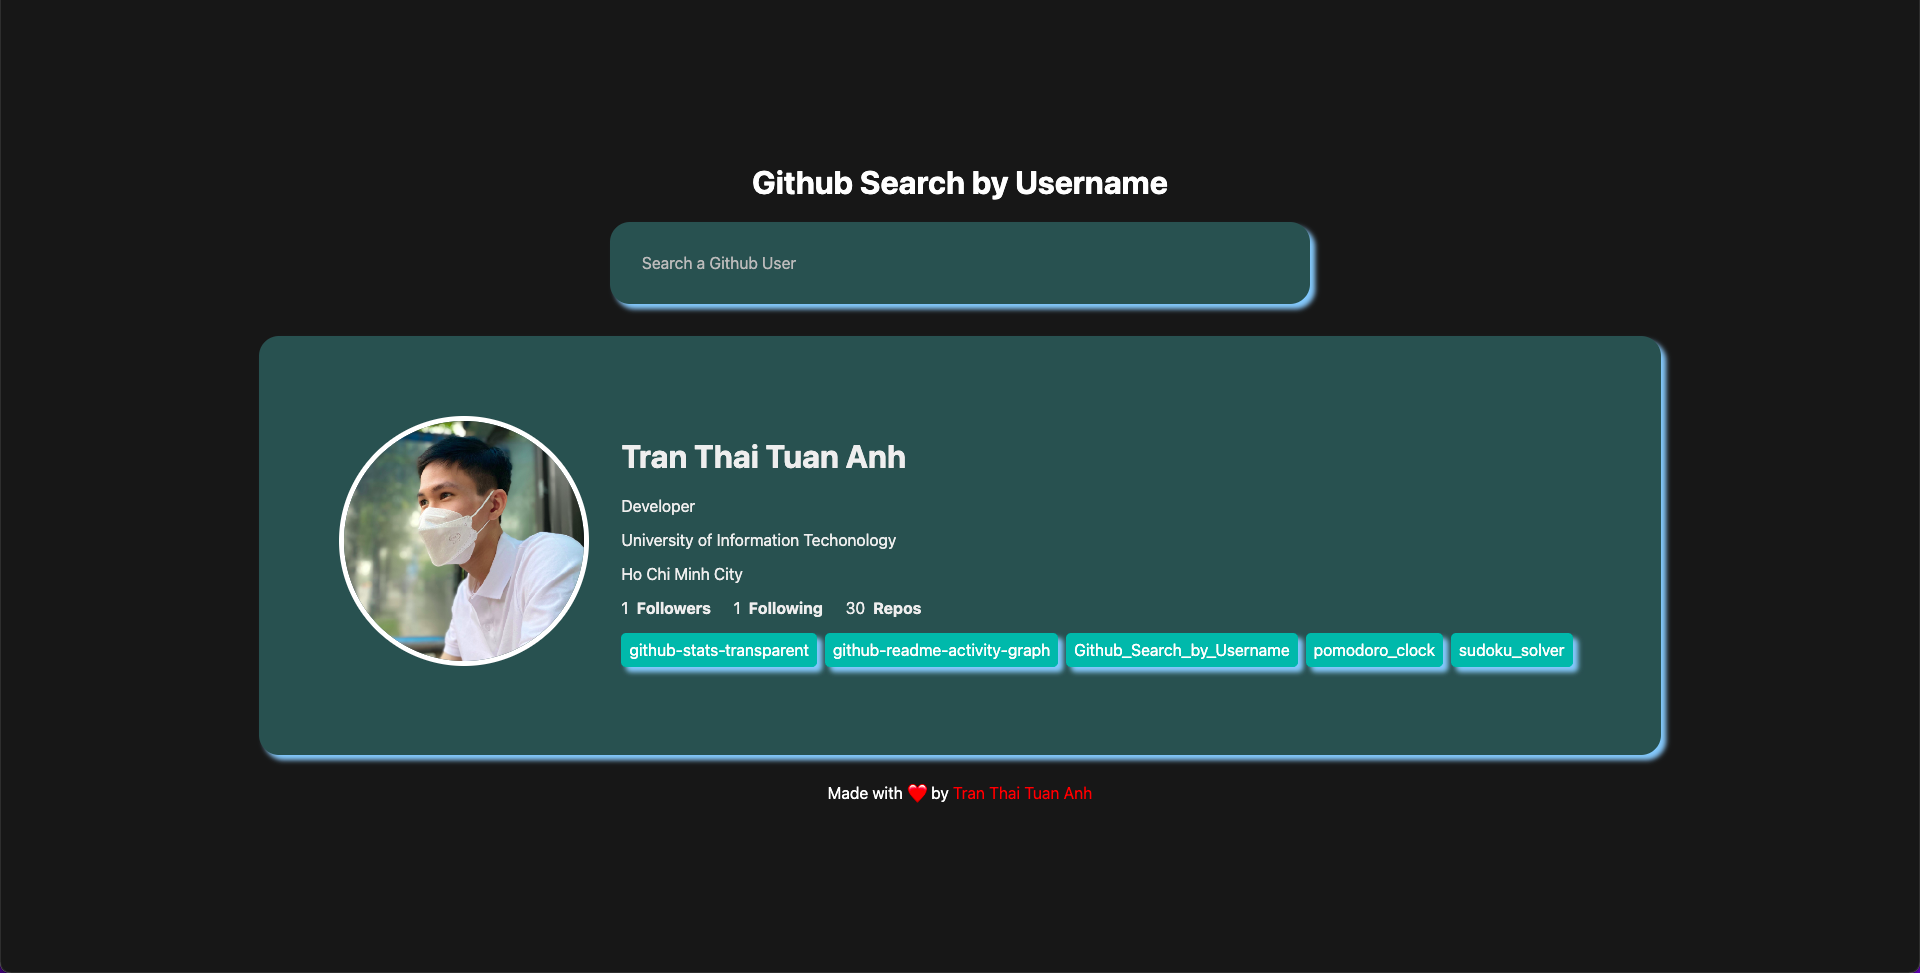 Github Search by Username
Search a Github User
Tran Thai Tuan Anh
Developer
University of Information Techonology
Ho Chi Minh City
1 Followers 1 Following 30 Repos
github-stats-transparent github-readme-activity-graph Github_Search_by_Username pomodoro_clock sudoku_solver
Made with ❤️ by Tran Thai Tuan Anh